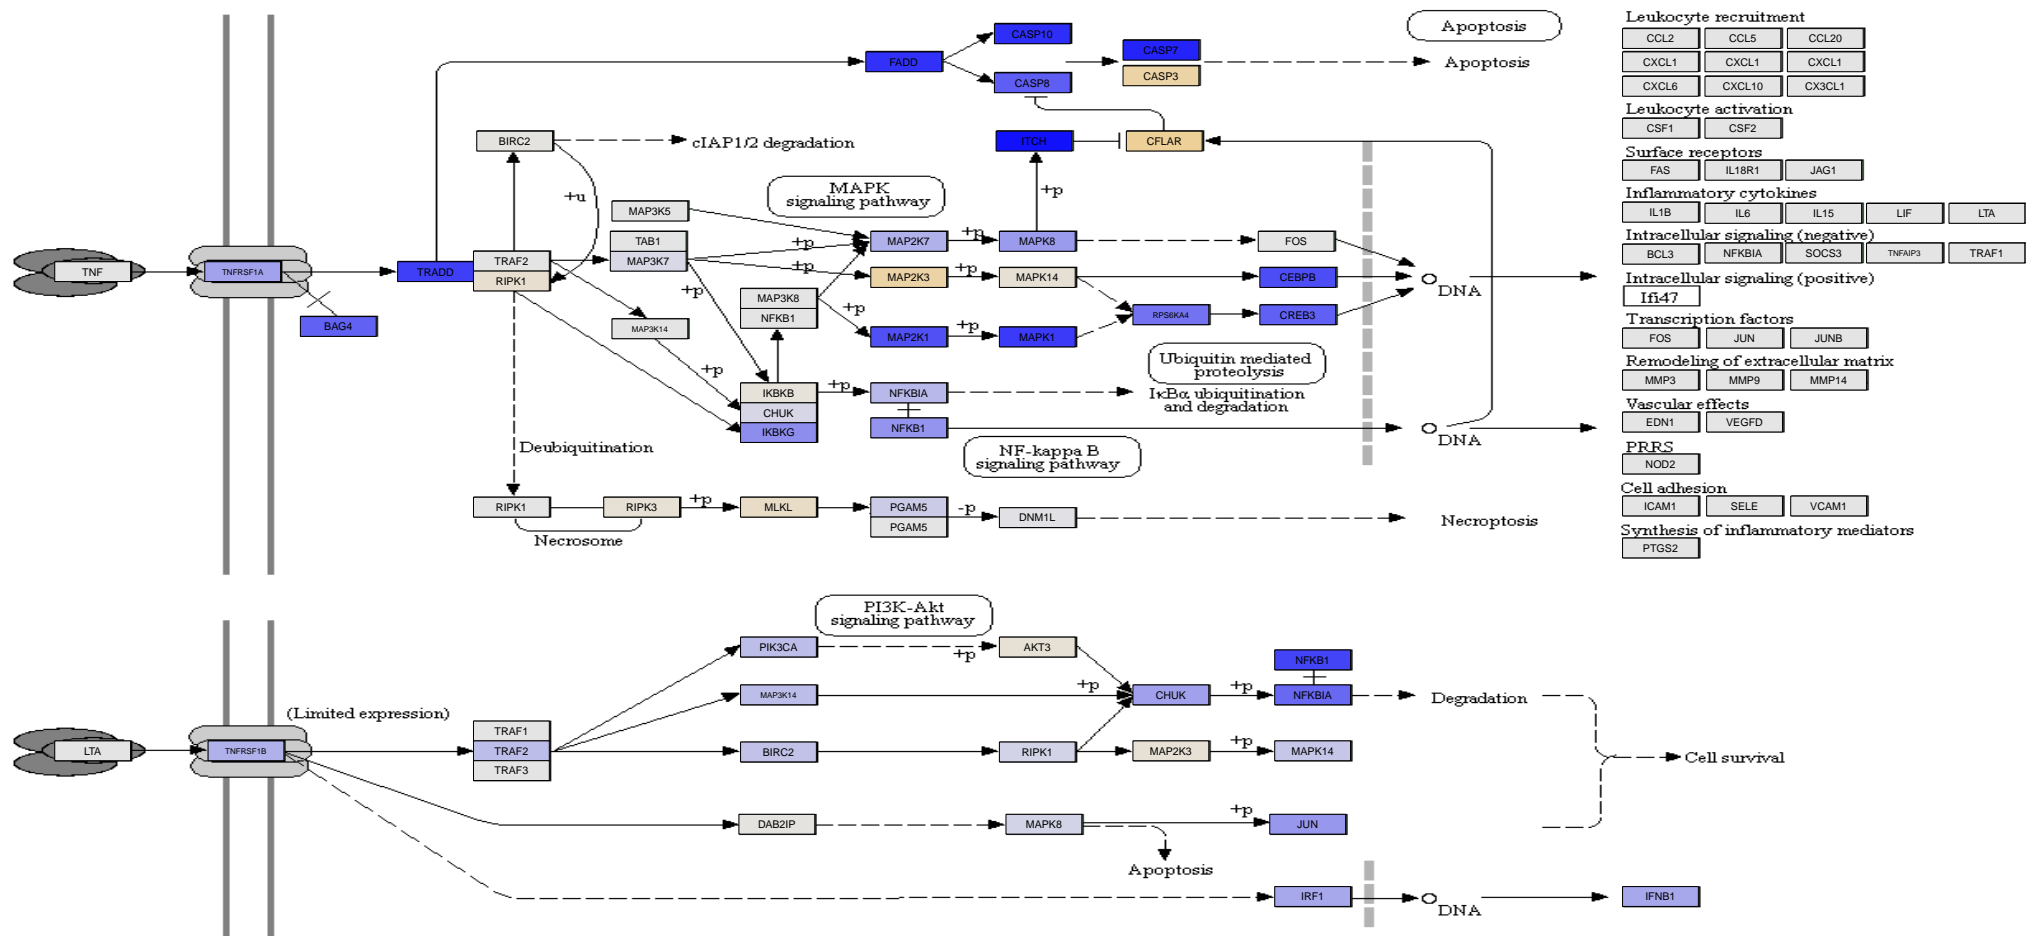 Apoptosis
CASP10
CASP7
FADD
Apoptosis
CASP3
CASP8
BIRC2
cIAP1/2 degradation
ITCH
CFLAR
+u
MAPK
signaling pathway
+p
MAP3K5
TAB1
MAP3K7
+p
+p
+p
MAP2K7
+p
MAPK8
FOS
TNF
TNFRSF1A
TRADD
TRAF2
RIPK1
MAP2K3
+p
MAPK14
CEBPB
DNA
BAG4
MAP3K14
MAP3K8
NFKB1
+p
MAP2K1
+p
MAPK1
RPS6KA4
CREB3
Ubiquitin mediated
proteolysis
+p
IKBKB
CHUK
IKBKG
+p
NFKBIA
NFKB1
IκBα ubiquitination
and degradation
DNA
NF-kappa B
signaling pathway
Deubiquitination
RIPK1
RIPK3
+p
MLKL
PGAM5
PGAM5
-p
DNM1L
Necroptosis
Necrosome
Leukocyte recruitment
CCL2 CCL5 CCL20
CXCL1 CXCL1 CXCL1
CXCL6 CXCL10 CX3CL1
Leukocyte activation
CSF1 CSF2
Surface receptors
FAS IL18R1 JAG1
Inflammatory cytokines
IL1B IL6 IL15 LIF LTA
Intracellular signaling (negative)
BCL3 NFKBIA SOCS3 TNFAIP3 TRAF1
Intracellular signaling (positive)
Ifi47
Transcription factors
FOS JUN JUNB
Remodeling of extracellular matrix
MMP3 MMP9 MMP14
Vascular effects
EDN1 VEGFD
PRRS
NOD2
Cell adhesion
ICAM1 SELE VCAM1
Synthesis of inflammatory mediators
PTGS2
PI3K-Akt
signaling pathway
PIK3CA
+p
AKT3
NFKB1
MAP3K14
+p
CHUK
+p
NFKBIA
Degradation
(Limited expression)
LTA
TNFRSF1B
TRAF1
TRAF2
TRAF3
BIRC2
RIPK1
MAP2K3
+p
MAPK14
Cell survival
DAB2IP
MAPK8
+p
JUN
Apoptosis
IRF1
DNA
IFNB1